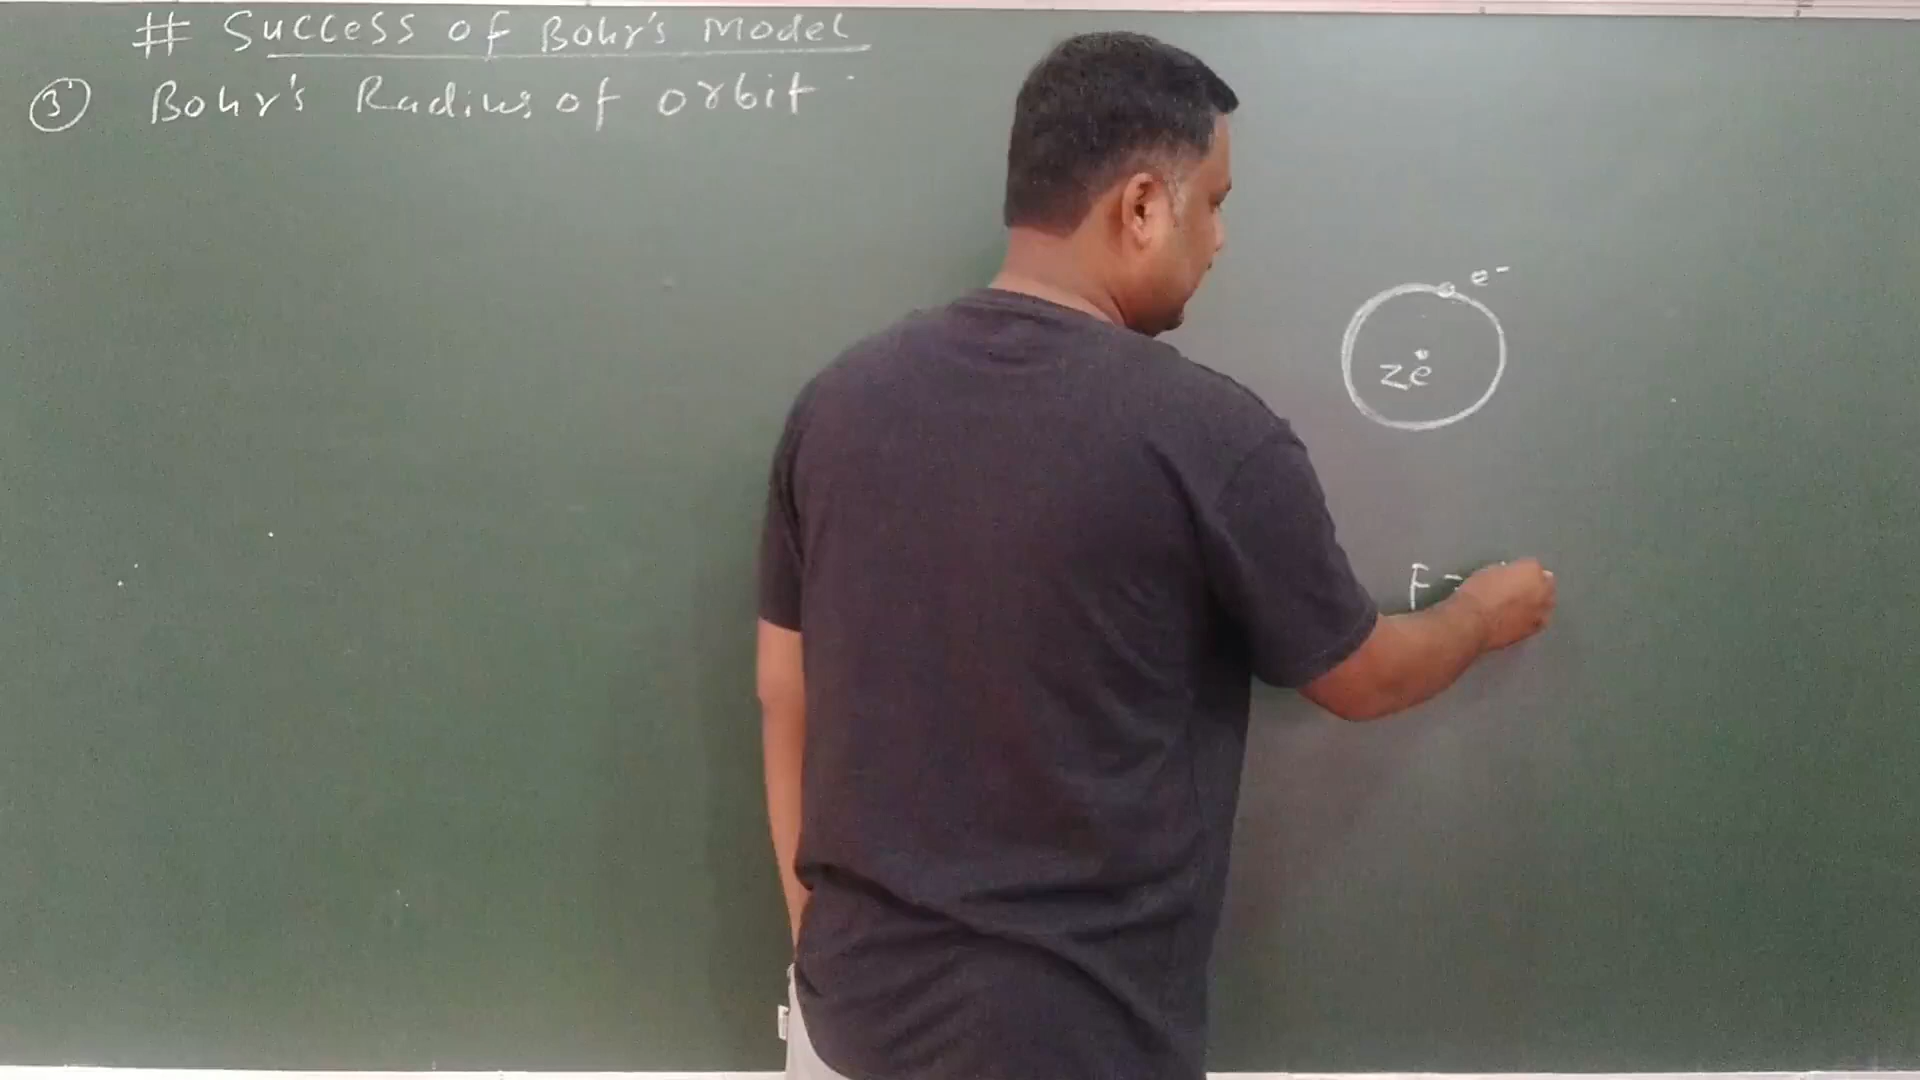 # Success of Bohr's Model
③ Bohr's Radius of orbit
e-
ze
F =